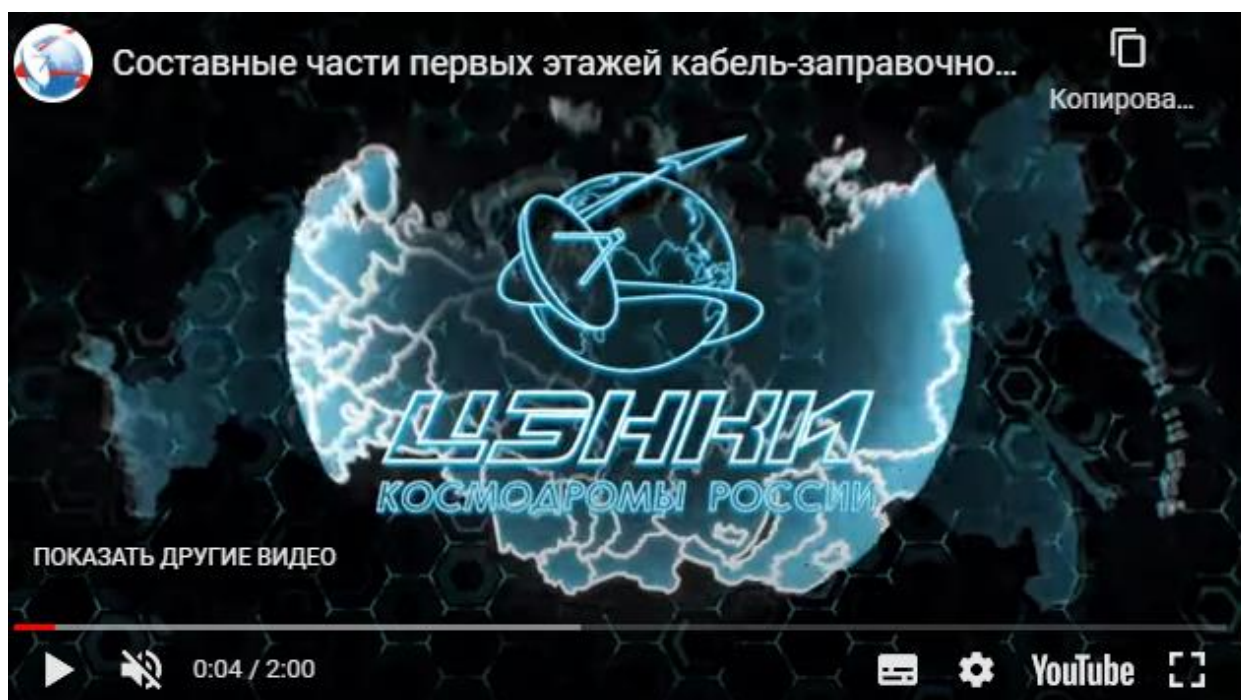 Составные части первых этажей кабель-заправочно...
Копирова...
ЦЭНКИ
КОСМОДРОМЫ РОССИИ
ПОКАЗАТЬ ДРУГИЕ ВИДЕО
0:04 / 2:00
YouTube